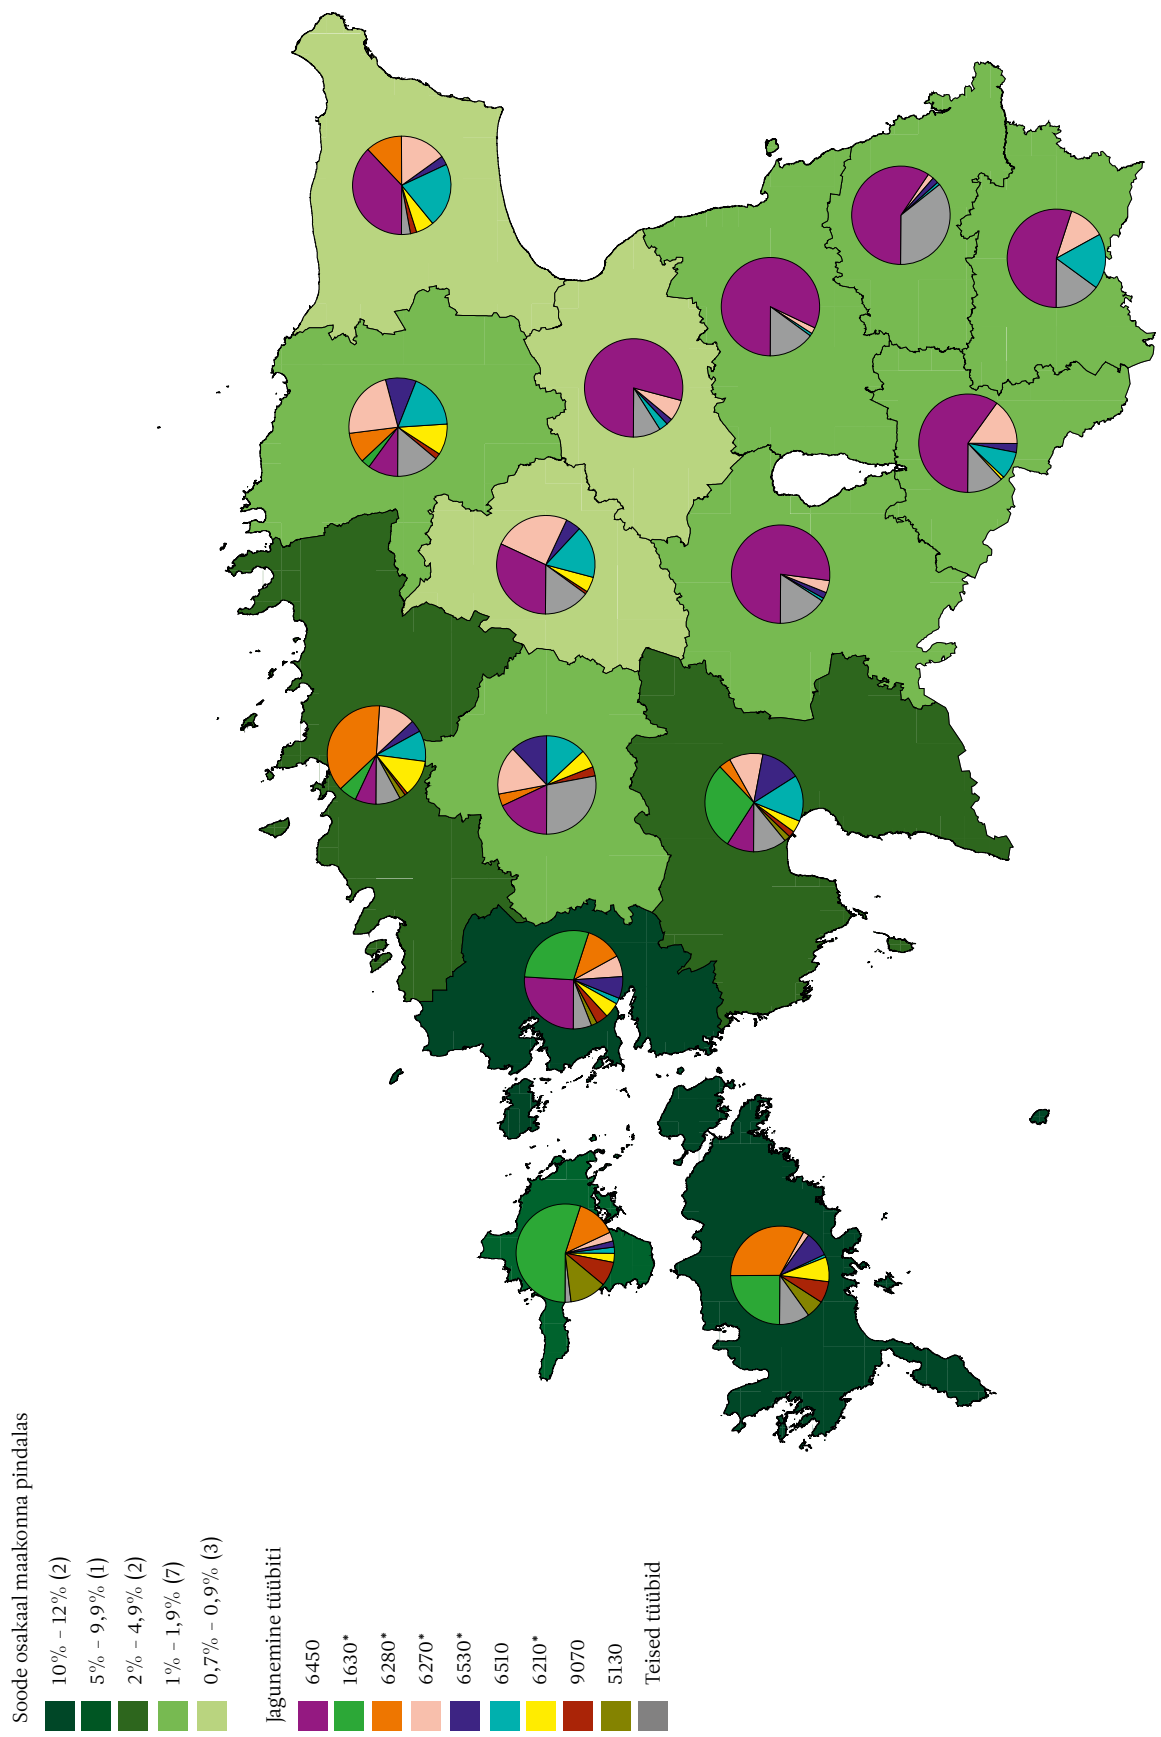 Soode osakaal maakonna pindalas
10% – 12% (2)
5% – 9,9% (1)
2% – 4,9% (2)
1% – 1,9% (7)
0,7% – 0,9% (3)
Jagunemine tüübiti
6450
1630*
6280*
6270*
6530*
6510
6210*
9070
5130
Teised tüübid